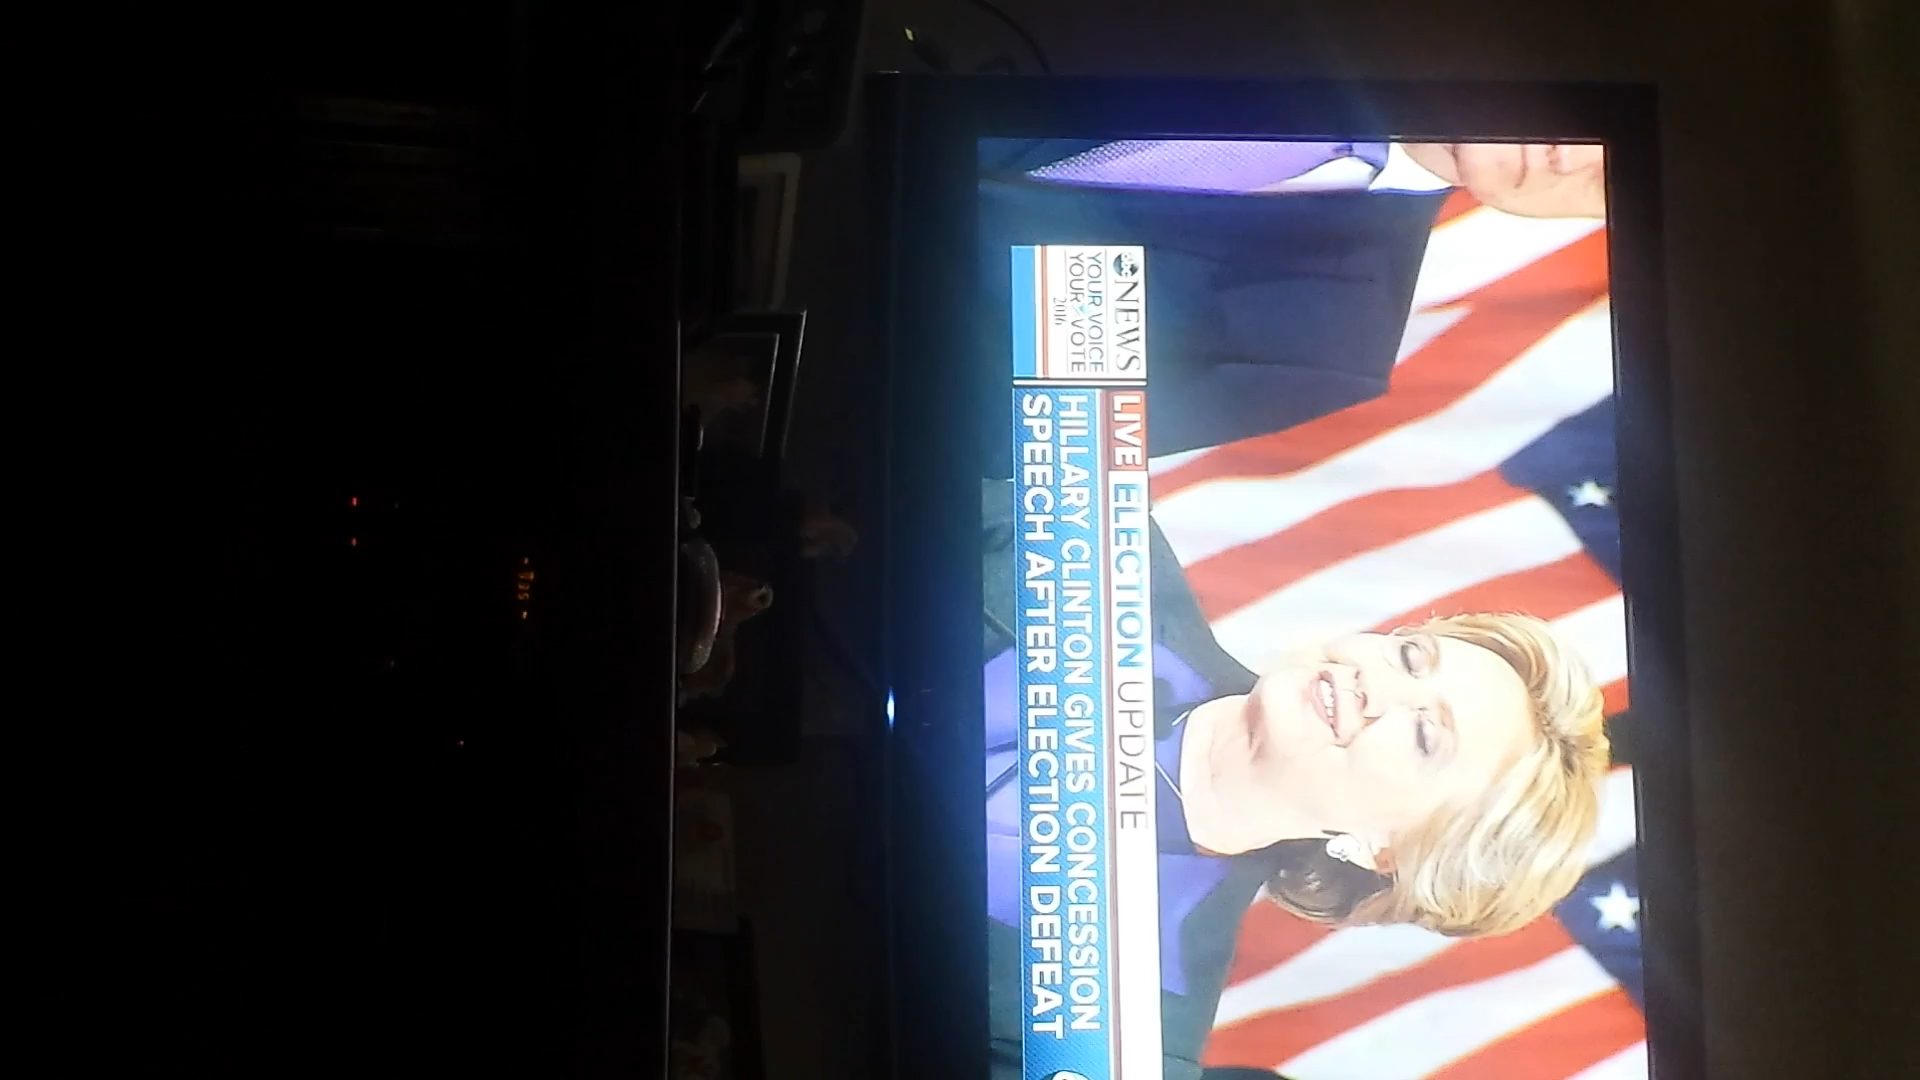 abc NEWS
YOUR VOICE
YOUR VOTE
2016
LIVE ELECTION UPDATE
HILLARY CLINTON GIVES CONCESSION
SPEECH AFTER ELECTION DEFEAT